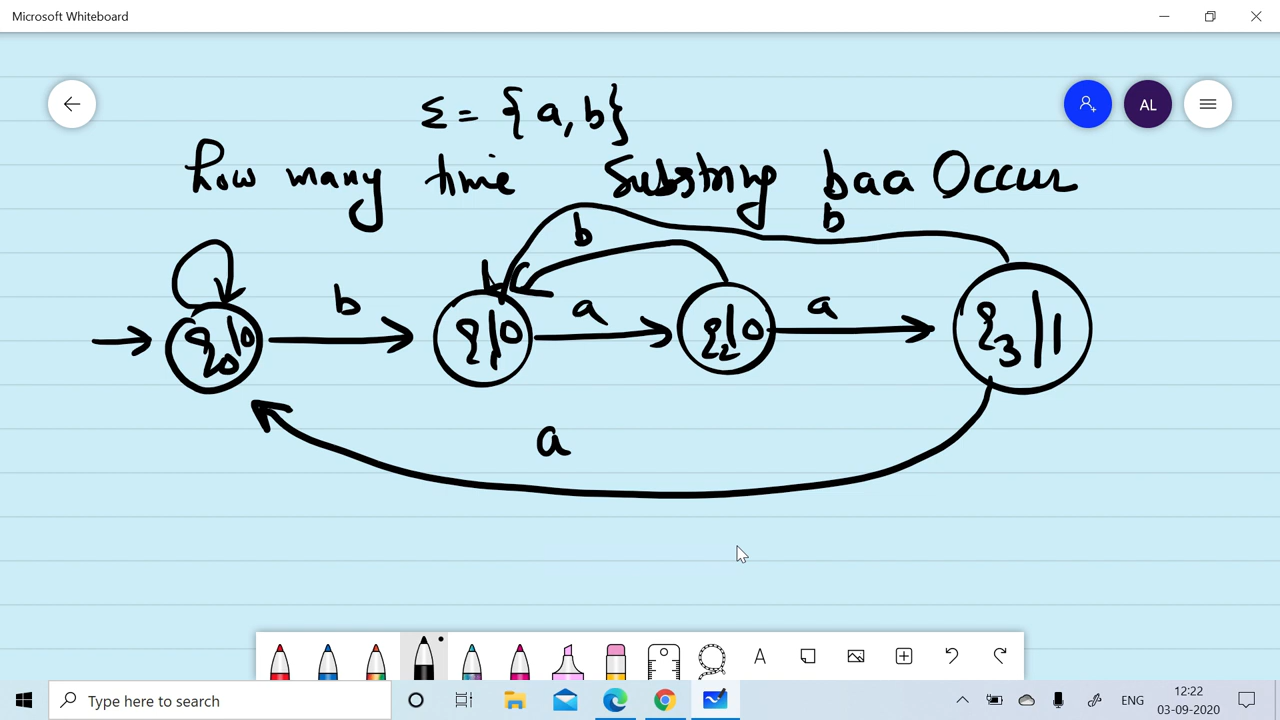 Microsoft Whiteboard
Σ = {a, b}
AL
how many time Substring baa Occur
b
b
b
a
a
q0|0
q1|0
q2|0
q3|1
a
A
Type here to search
ENG
12:22
03-09-2020